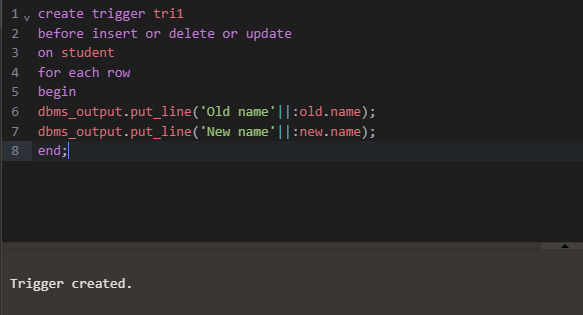 1 create trigger tri1
2 before insert or delete or update
3 on student
4 for each row
5 begin
6 dbms_output.put_line('Old name'||:old.name);
7 dbms_output.put_line('New name'||:new.name);
8 end;
Trigger created.